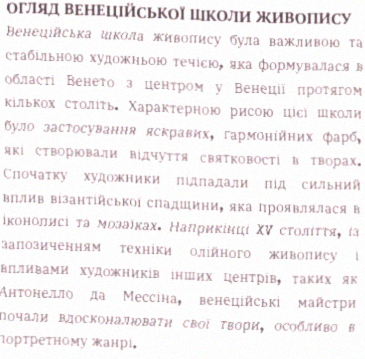 ОГЛЯД ВЕНЕЦІЙСЬКОЇ ШКОЛИ ЖИВОПИСУ
Венеційська школа живопису була важливою та
стабільною художньою течією, яка формувалася в
області Венето з центром у Венеції протягом
кількох століть. Характерною рисою цієї школи
було застосування яскравих, гармонійних фарб,
які створювали відчуття святковості в творах.
Спочатку художники підпадали під сильний
вплив візантійської спадщини, яка проявлялася в
іконописі та мозаїках. Наприкінці XV століття, із
запозиченням техніки олійного живопису і
впливами художників інших центрів, таких як
Антонелло да Мессіна, венеційські майстри
почали вдосконалювати свої твори, особливо в
портретному жанрі.